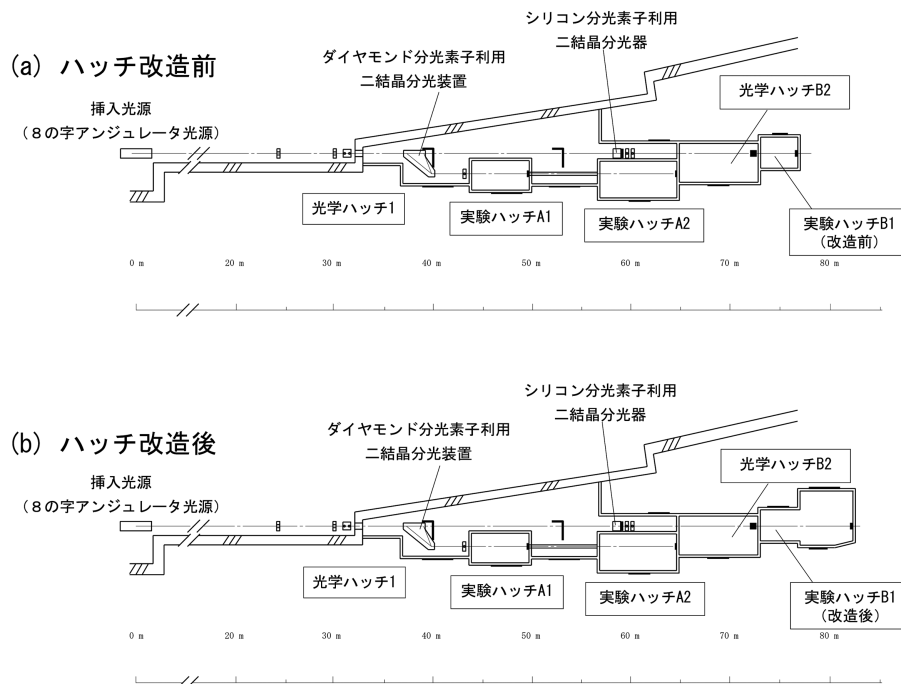 シリコン分光素子利用
二結晶分光器
(a) ハッチ改造前
ダイヤモンド分光素子利用
二結晶分光装置
光学ハッチB2
挿入光源
(8の字アンジュレータ光源)
光学ハッチ1
実験ハッチA1
実験ハッチA2
実験ハッチB1
(改造前)
0 m 20 m 30 m 40 m 50 m 60 m 70 m 80 m
シリコン分光素子利用
二結晶分光器
(b) ハッチ改造後
ダイヤモンド分光素子利用
二結晶分光装置
光学ハッチB2
挿入光源
(8の字アンジュレータ光源)
光学ハッチ1
実験ハッチA1
実験ハッチA2
実験ハッチB1
(改造後)
0 m 20 m 30 m 40 m 50 m 60 m 70 m 80 m